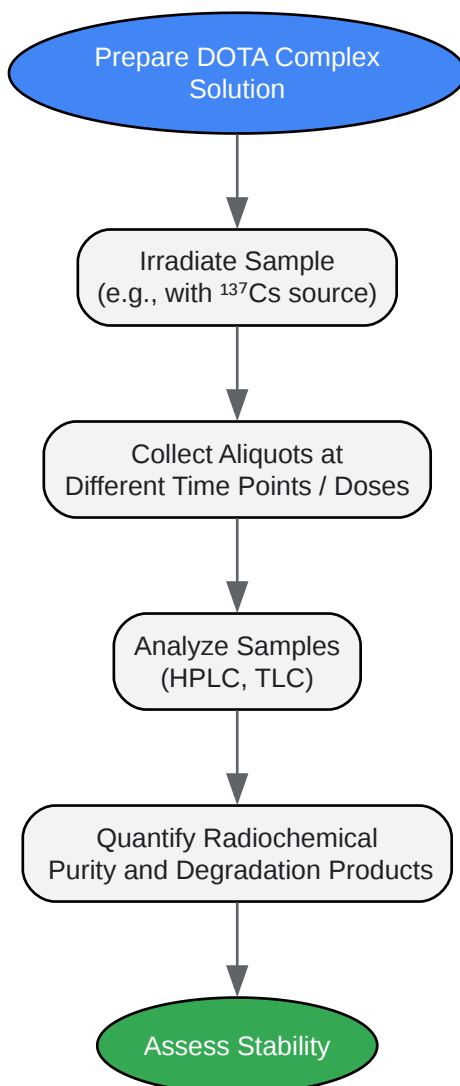 Prepare DOTA Complex
Solution
Irradiate Sample
(e.g., with ¹³⁷Cs source)
Collect Aliquots at
Different Time Points / Doses
Analyze Samples
(HPLC, TLC)
Quantify Radiochemical
Purity and Degradation Products
Assess Stability